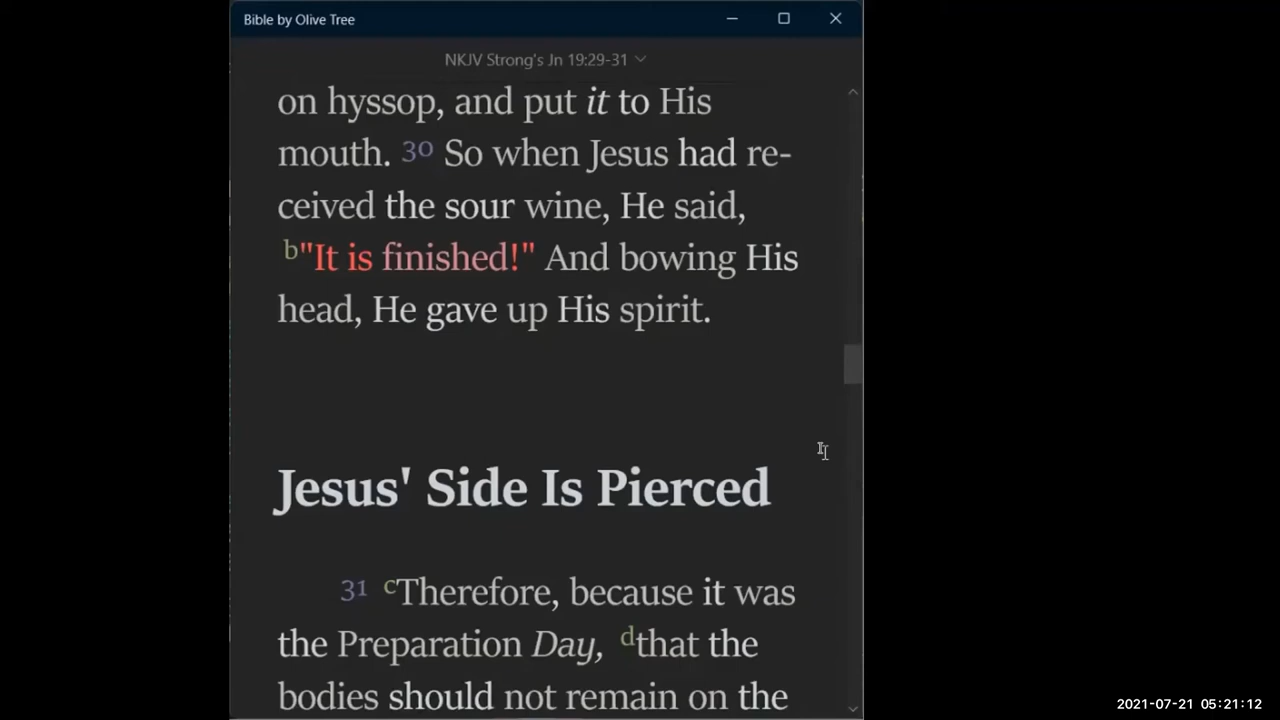 Bible by Olive Tree
NKJV Strong's Jn 19:29-31
on hyssop, and put it to His
mouth. 30 So when Jesus had re-
ceived the sour wine, He said,
b"It is finished!" And bowing His
head, He gave up His spirit.
Jesus' Side Is Pierced
31 cTherefore, because it was
the Preparation Day, dthat the
bodies should not remain on the
2021-07-21 05:21:12